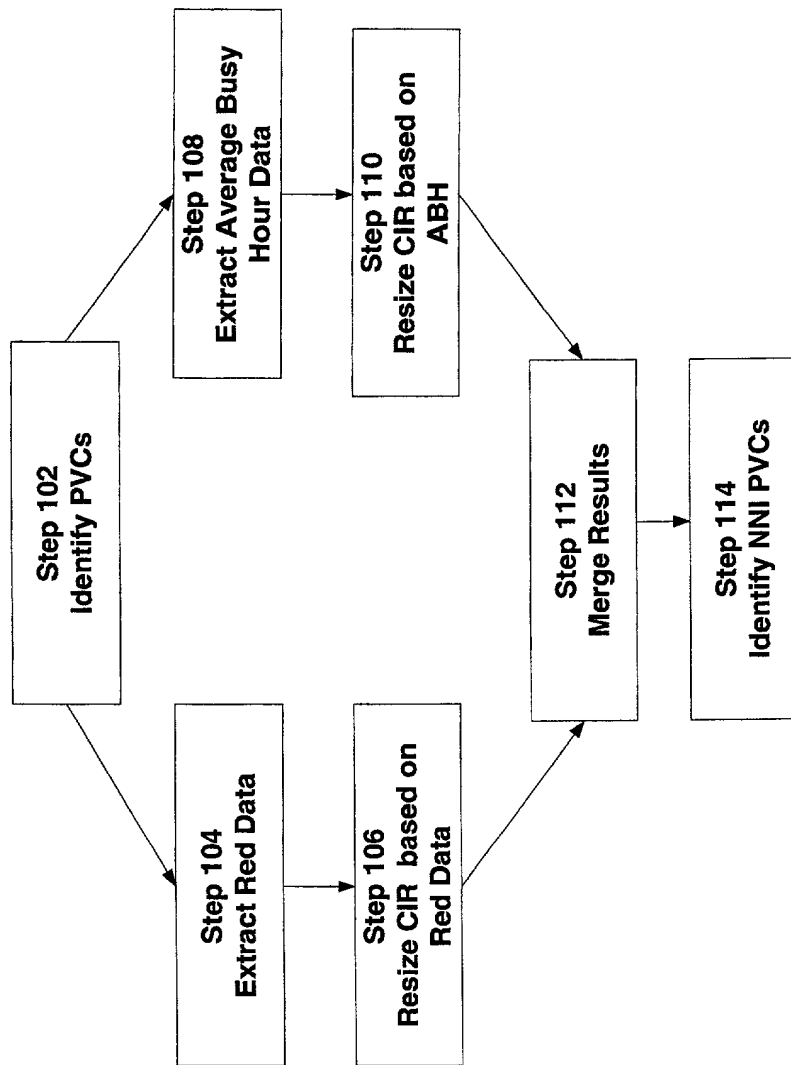 Step 102
Identify PVCs
Step 104
Extract Red Data
Step 106
Resize CIR based on
Red Data
Step 108
Extract Average Busy
Hour Data
Step 110
Resize CIR based on
ABH
Step 112
Merge Results
Step 114
Identify NNI PVCs